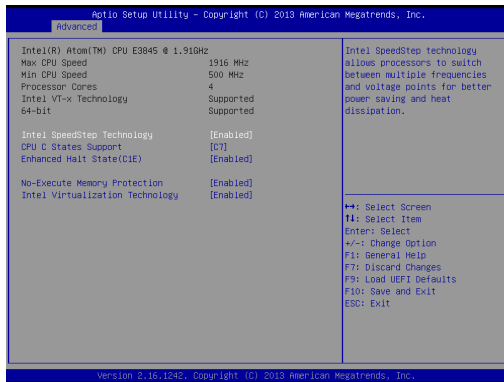 Aptio Setup Utility – Copyright (C) 2013 American Megatrends, Inc.
Advanced
Intel(R) Atom(TM) CPU E3845 @ 1.91GHz
Max CPU Speed 1916 MHz
Min CPU Speed 500 MHz
Processor Cores 4
Intel VT-x Technology Supported
64-bit Supported
Intel SpeedStep Technology [Enabled]
CPU C States Support [C7]
Enhanced Halt State(C1E) [Enabled]
No-Execute Memory Protection [Enabled]
Intel Virtualization Technology [Enabled]
Intel SpeedStep technology
allows processors to switch
between multiple frequencies
and voltage points for better
power saving and heat
dissipation.
↔: Select Screen
↑↓: Select Item
Enter: Select
+/-: Change Option
F1: General Help
F7: Discard Changes
F9: Load UEFI Defaults
F10: Save and Exit
ESC: Exit
Version 2.16.1242. Copyright (C) 2013 American Megatrends, Inc.